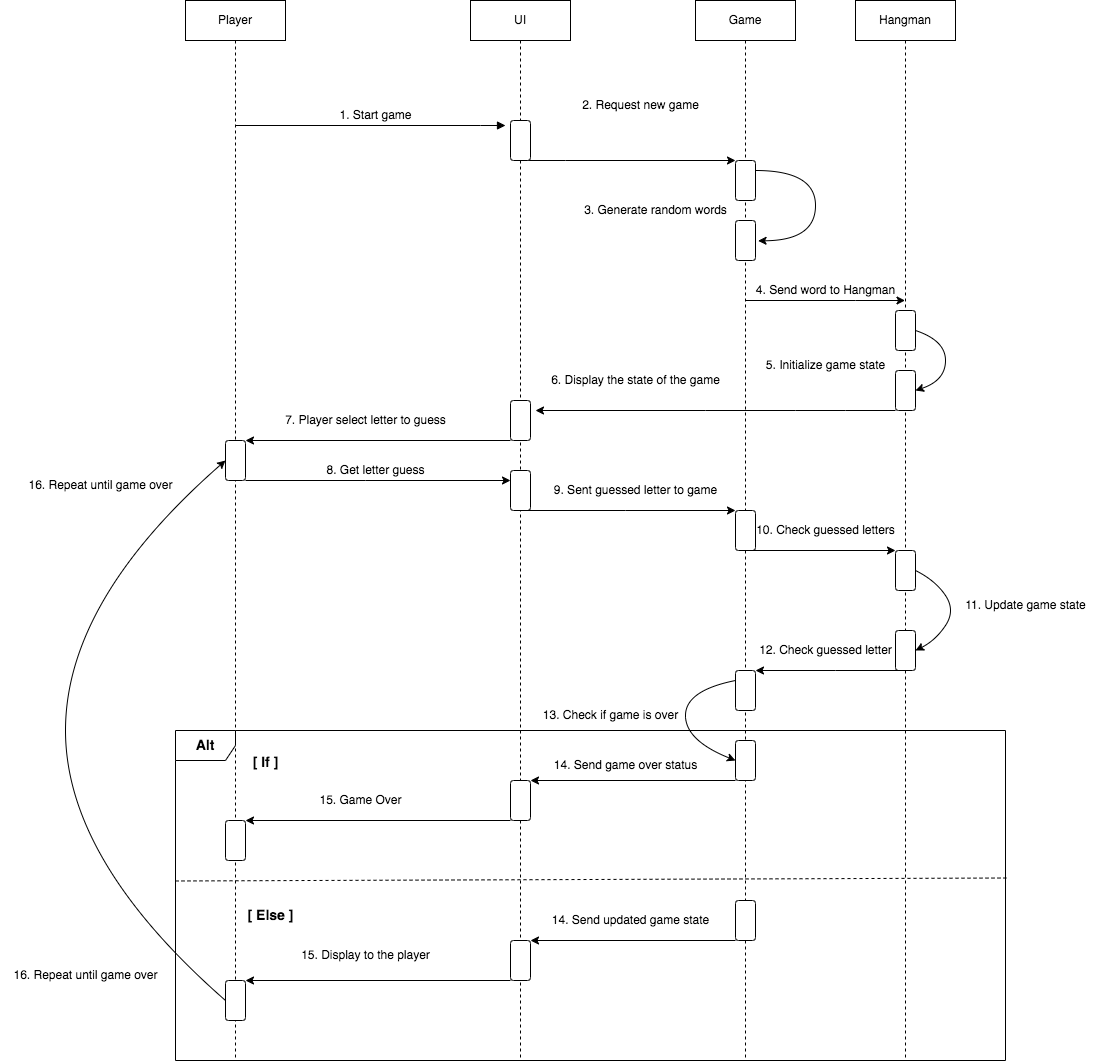 Player
UI
Game
Hangman
2. Request new game
1. Start game
3. Generate random words
4. Send word to Hangman
5. Initialize game state
6. Display the state of the game
7. Player select letter to guess
8. Get letter guess
16. Repeat until game over
9. Sent guessed letter to game
10. Check guessed letters
11. Update game state
12. Check guessed letter
13. Check if game is over
Alt
[ If ]
14. Send game over status
15. Game Over
[ Else ]
14. Send updated game state
15. Display to the player
16. Repeat until game over